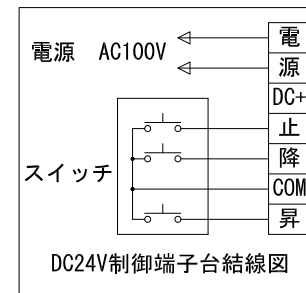 電源 AC100V
電
源
DC+
止
降
COM
昇
スイッチ
DC24V制御端子台結線図